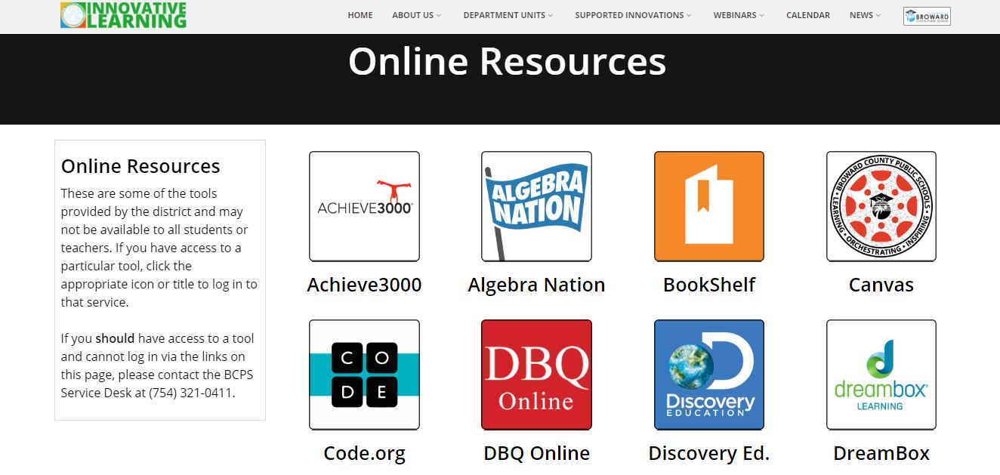 INNOVATIVE
LEARNING
HOME ABOUT US DEPARTMENT UNITS SUPPORTED INNOVATIONS WEBINARS CALENDAR NEWS BROWARD
County Public Schools
Online Resources
Online Resources
These are some of the tools
provided by the district and may
not be available to all students or
teachers. If you have access to a
particular tool, click the
appropriate icon or title to log in to
that service.
If you should have access to a tool
and cannot log in via the links on
this page, please contact the BCPS
Service Desk at (754) 321-0411.
ACHIEVE3000®
ALGEBRA
NATION
BROWARD COUNTY PUBLIC SCHOOLS
• LEARNING • ORCHESTRATING • INSPIRING •
Achieve3000 Algebra Nation BookShelf Canvas
C O
D E
DBQ
Online
Discovery
EDUCATION
dreambox®
LEARNING
Code.org DBQ Online Discovery Ed. DreamBox